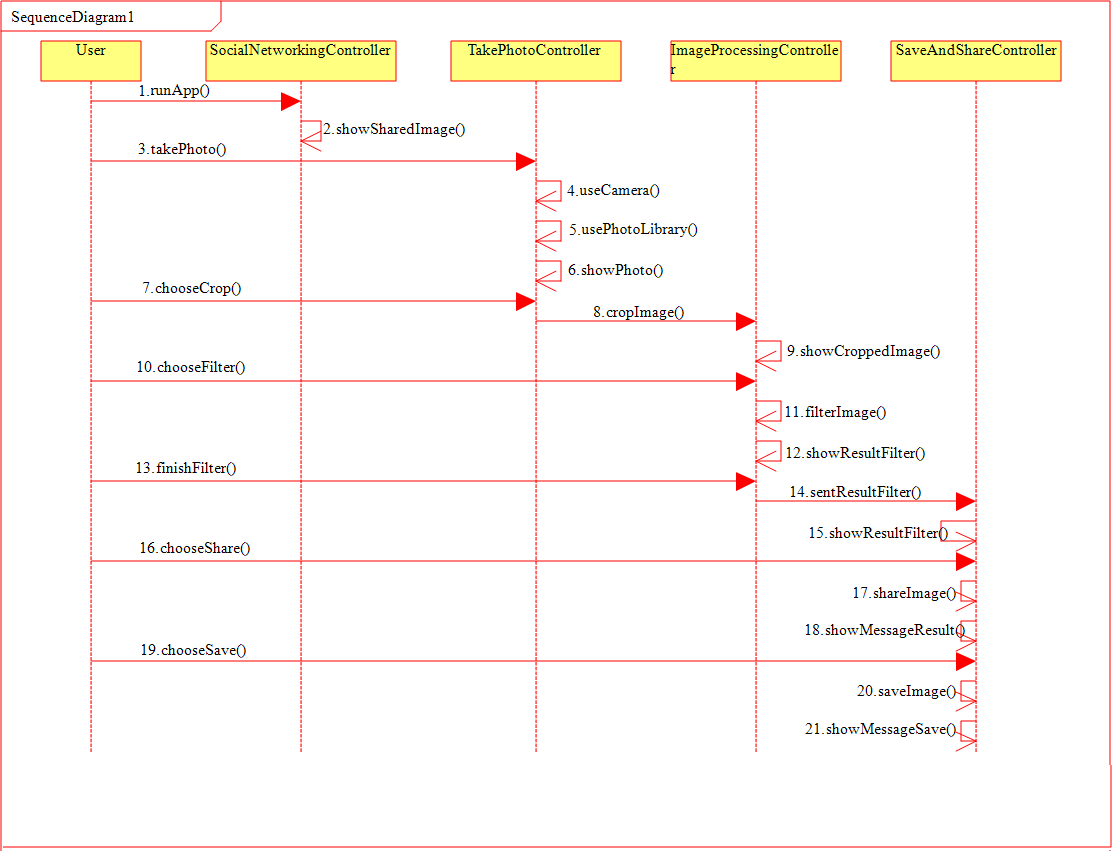 SequenceDiagram1
User
SocialNetworkingController
TakePhotoController
ImageProcessingControlle
r
SaveAndShareController
1.runApp()
2.showSharedImage()
3.takePhoto()
4.useCamera()
5.usePhotoLibrary()
6.showPhoto()
7.chooseCrop()
8.cropImage()
9.showCroppedImage()
10.chooseFilter()
11.filterImage()
12.showResultFilter()
13.finishFilter()
14.sentResultFilter()
15.showResultFilter()
16.chooseShare()
17.shareImage()
18.showMessageResult()
19.chooseSave()
20.saveImage()
21.showMessageSave()